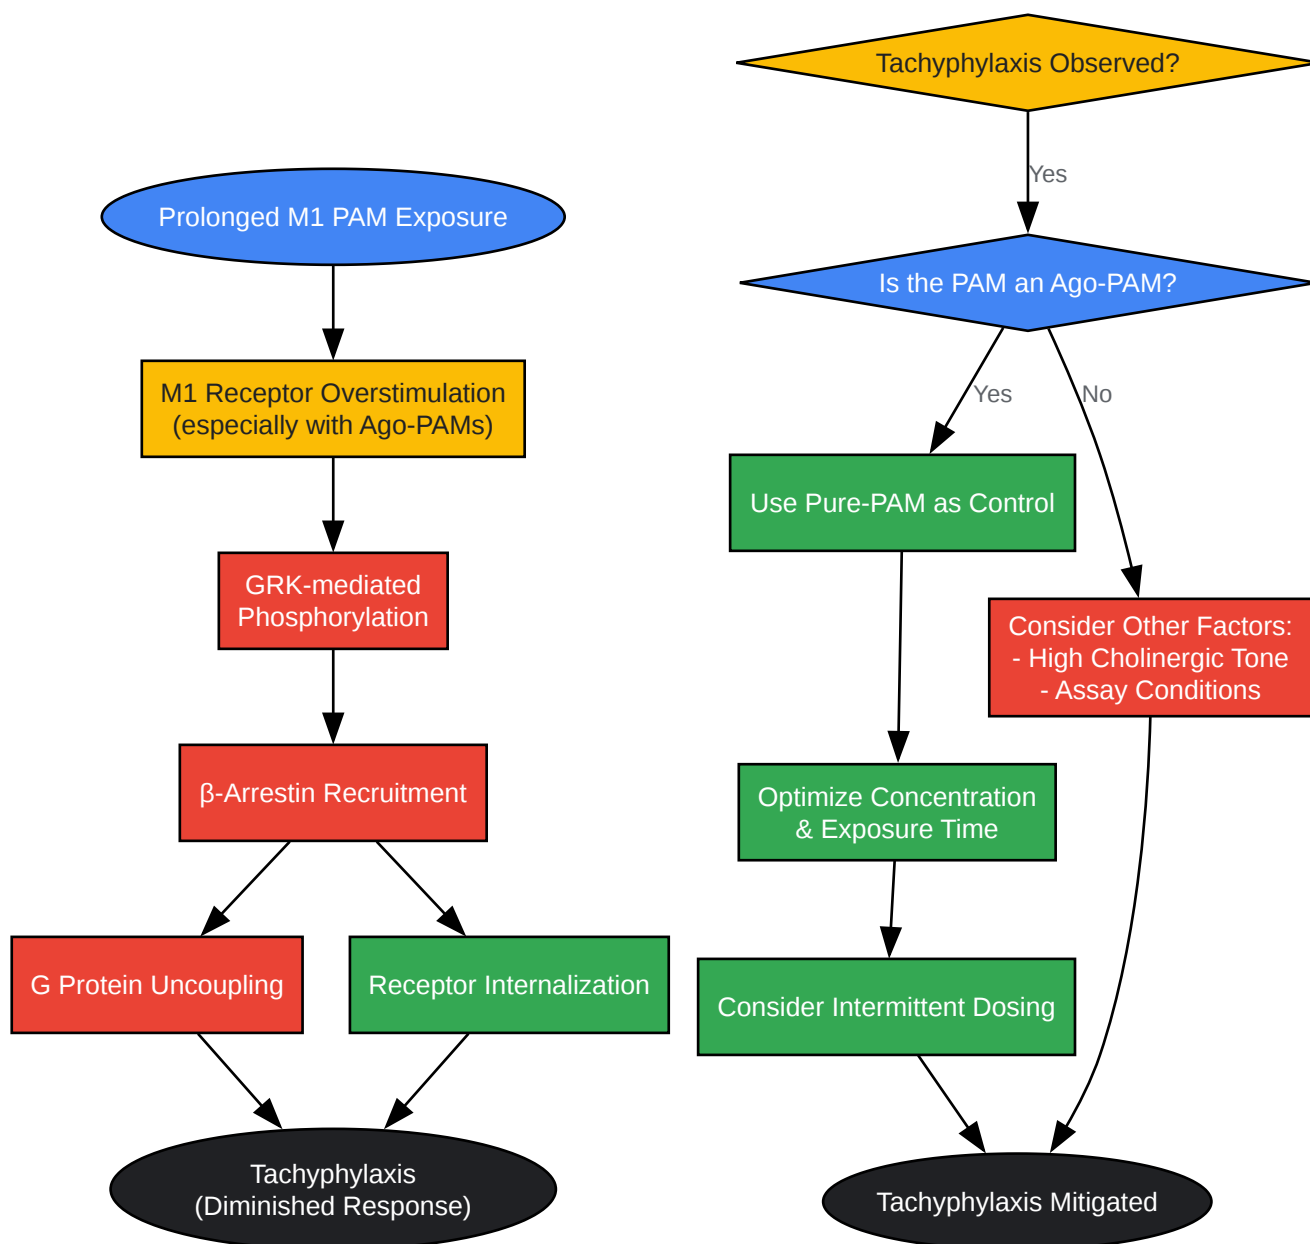 Prolonged M1 PAM Exposure
M1 Receptor Overstimulation
(especially with Ago-PAMs)
GRK-mediated
Phosphorylation
β-Arrestin Recruitment
G Protein Uncoupling
Receptor Internalization
Tachyphylaxis
(Diminished Response)
Tachyphylaxis Observed?
Yes
Is the PAM an Ago-PAM?
Yes
No
Use Pure-PAM as Control
Consider Other Factors:
- High Cholinergic Tone
- Assay Conditions
Optimize Concentration
& Exposure Time
Consider Intermittent Dosing
Tachyphylaxis Mitigated